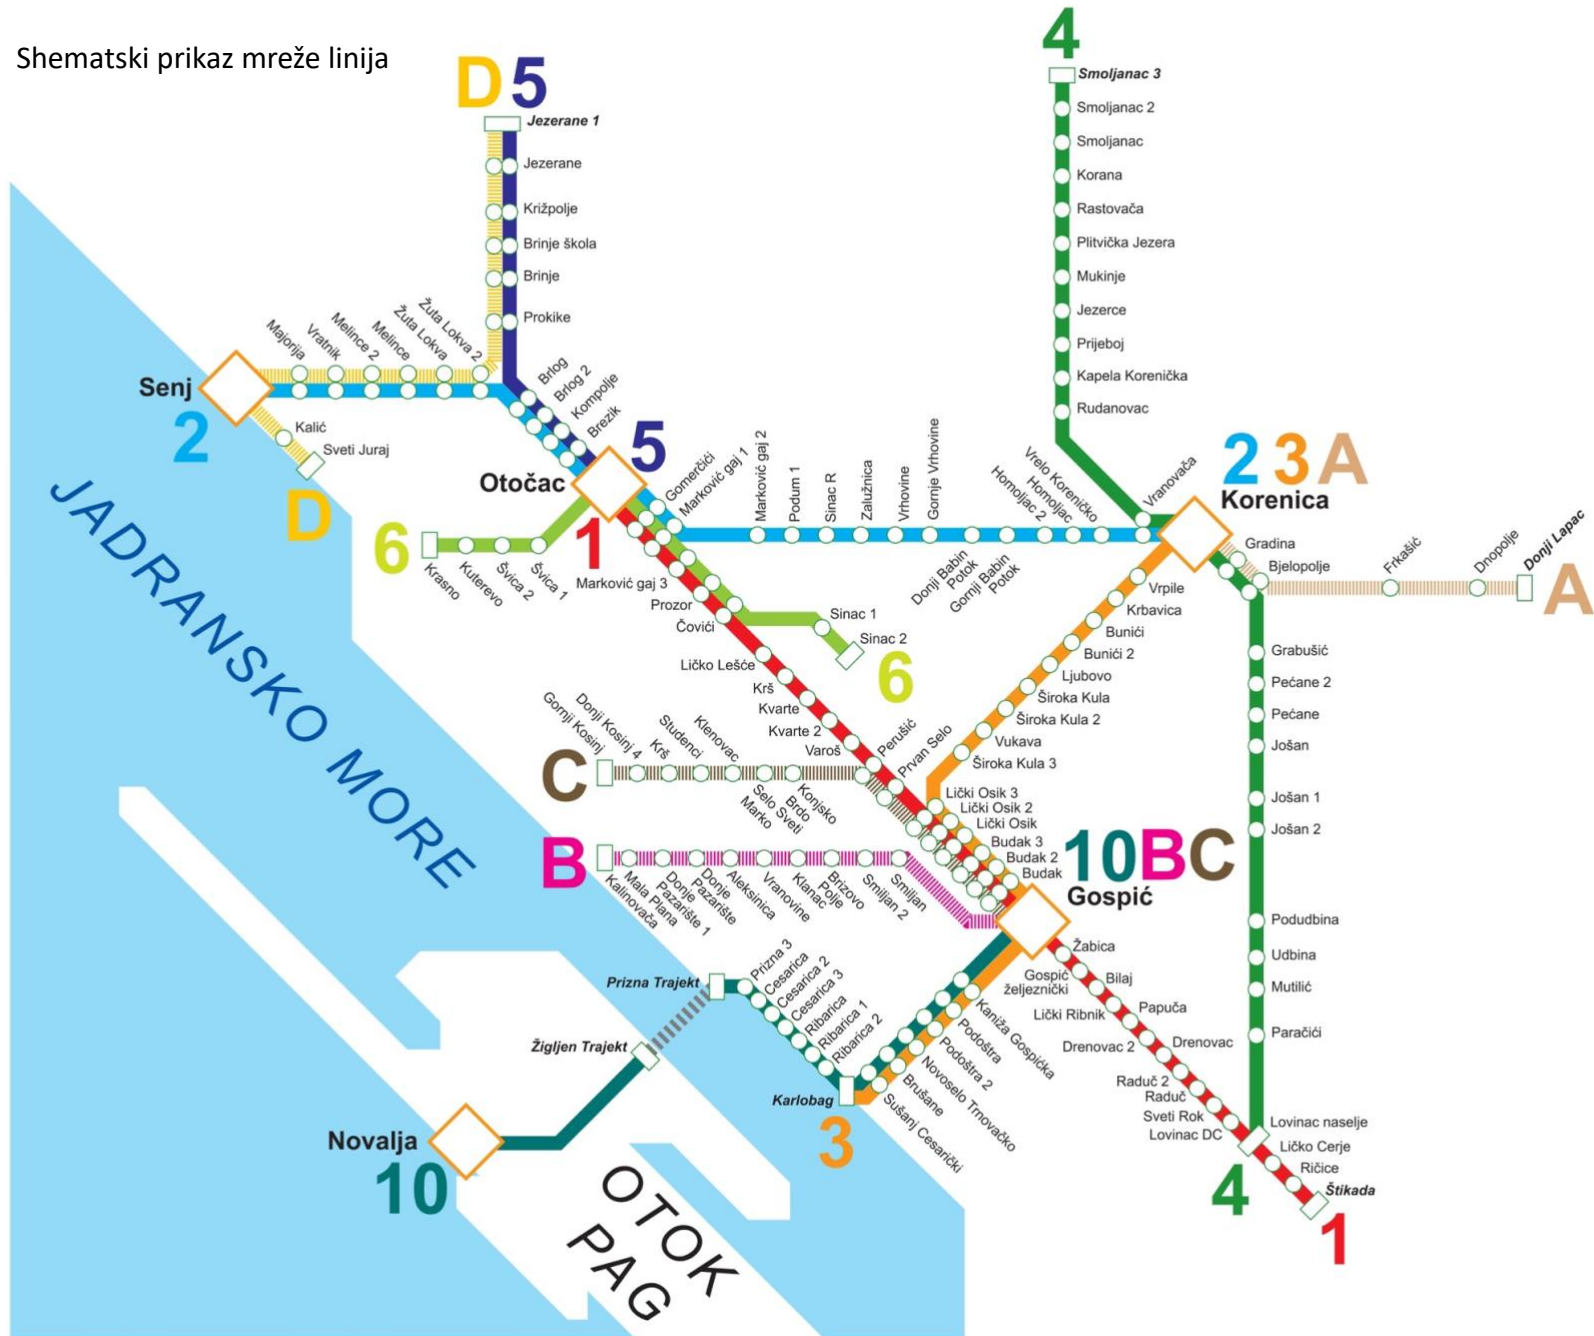 Shematski prikaz mreže linija
4
Smoljanac 3
Smoljanac 2
Smoljanac
Korana
Rastovača
Plitvička Jezera
Mukinje
Jezerce
Prijeboj
Kapela Korenička
Rudanovac
D 5
Jezerane 1
Jezerane
Križpolje
Brinje škola
Brinje
Prokike
Majorija
Vratnik
Melince 2
Melince
Žuta Lokva
Žuta Lokva 2
Senj
2
Kalić
Sveti Juraj
D
Brlog
Brlog 2
Kompolje
Brezik
5
Otočac
1
6
Krasno
Kuterevo
Švica 2
Švica 1
Gomerčići
Marković gaj 1
Marković gaj 2
Podum 1
Sinac R
Zalužnica
Vrhovine
Gornje Vrhovine
Donji Babin
Potok
Gornji Babin
Potok
Homoljac 2
Homoljac
Vrelo Koreničko
Vranovača
2 3 A
Korenica
Gradina
Bjelopolje
Frkašić
Dnopolje
Donji Lapac
A
Marković gaj 3
Prozor
Čovići
Sinac 1
Sinac 2
6
Ličko Lešće
Krš
Kvarte
Kvarte 2
Varoš
Perušić
Prvan Selo
Vrpile
Krbavica
Bunići
Bunići 2
Ljubovo
Široka Kula
Široka Kula 2
Vukava
Široka Kula 3
Lički Osik 3
Lički Osik 2
Lički Osik
Budak 3
Budak 2
Budak
Grabušić
Pećane 2
Pećane
Jošan
Jošan 1
Jošan 2
Podudbina
Udbina
Mutilić
Paračići
Lovinac naselje
C
Gornji Kosinj
Donji Kosinj 4
Krš
Studenci
Klenovac
Selo Sveti
Marko
Konjsko
Brdo
B
Kalinovača
Mala Plana
Donje
Pazarište 1
Donje
Pazarište
Aleksinica
Vranovine
Klanac
Brizovo
Polje
Smiljan 2
Smiljan
10 B C
Gospić
Žabica
Gospić
željeznički
Bilaj
Lički Ribnik
Papuča
Drenovac 2
Drenovac
Raduč 2
Raduč
Sveti Rok
Lovinac DC
Ličko Cerje
Ričice
Štikada
4
1
Prizna Trajekt
Prizna 3
Cesarica
Cesarica 2
Cesarica 3
Ribarica
Ribarica 1
Ribarica 2
Karlobag
3
Kaniža Gospićka
Podoštra
Podoštra 2
Novoselo Trnovačko
Brušane
Sušanj Cesarički
Žigljen Trajekt
Novalja
10
JADRANSKO MORE
OTOK
PAG